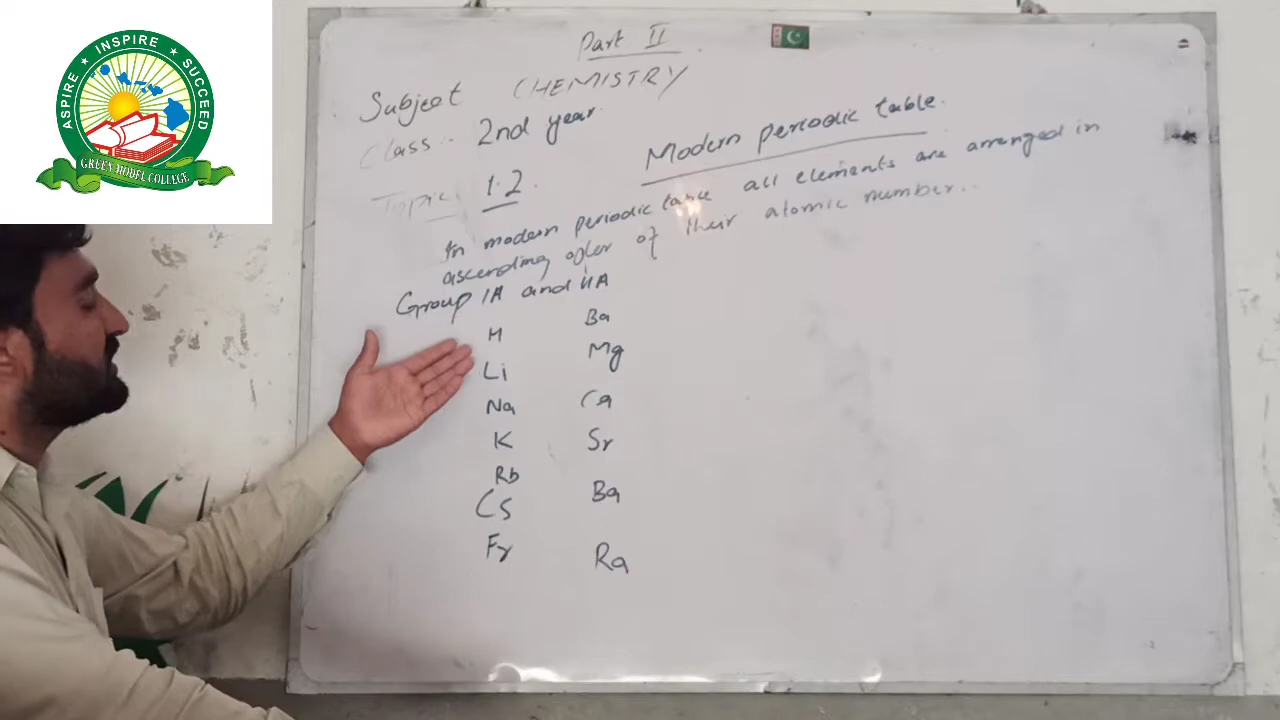 ASPIRE ★ INSPIRE ★ SUCCEED
GREEN MODEL COLLEGE
Part II
Subject CHEMISTRY
Class :- 2nd year.
Topic 1.2.
Modern periodic table.
In modern periodic table all elements are arranged in
ascending of their atomic number..
Group IA and IIA
H Ba
Li Mg
Na Ca
K Sr
Rb
Cs Ba
Fr Ra